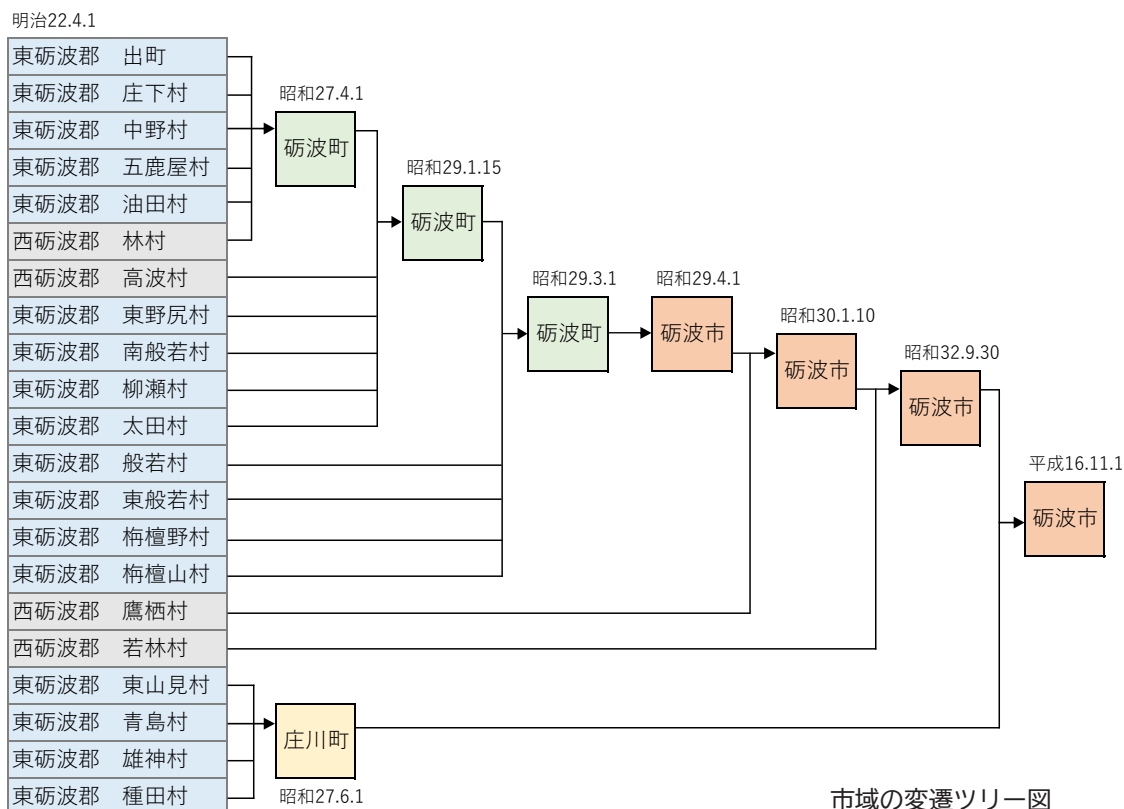 明治22.4.1
東砺波郡 出町
東砺波郡 庄下村
東砺波郡 中野村
東砺波郡 五鹿屋村
東砺波郡 油田村
西砺波郡 林村
西砺波郡 高波村
東砺波郡 東野尻村
東砺波郡 南般若村
東砺波郡 柳瀬村
東砺波郡 太田村
東砺波郡 般若村
東砺波郡 東般若村
東砺波郡 栴檀野村
東砺波郡 栴檀山村
西砺波郡 鷹栖村
西砺波郡 若林村
東砺波郡 東山見村
東砺波郡 青島村
東砺波郡 雄神村
東砺波郡 種田村
昭和27.4.1
砺波町
昭和29.1.15
砺波町
昭和29.3.1
砺波町
昭和29.4.1
砺波市
昭和30.1.10
砺波市
昭和32.9.30
砺波市
平成16.11.1
砺波市
庄川町
昭和27.6.1
市域の変遷ツリー図